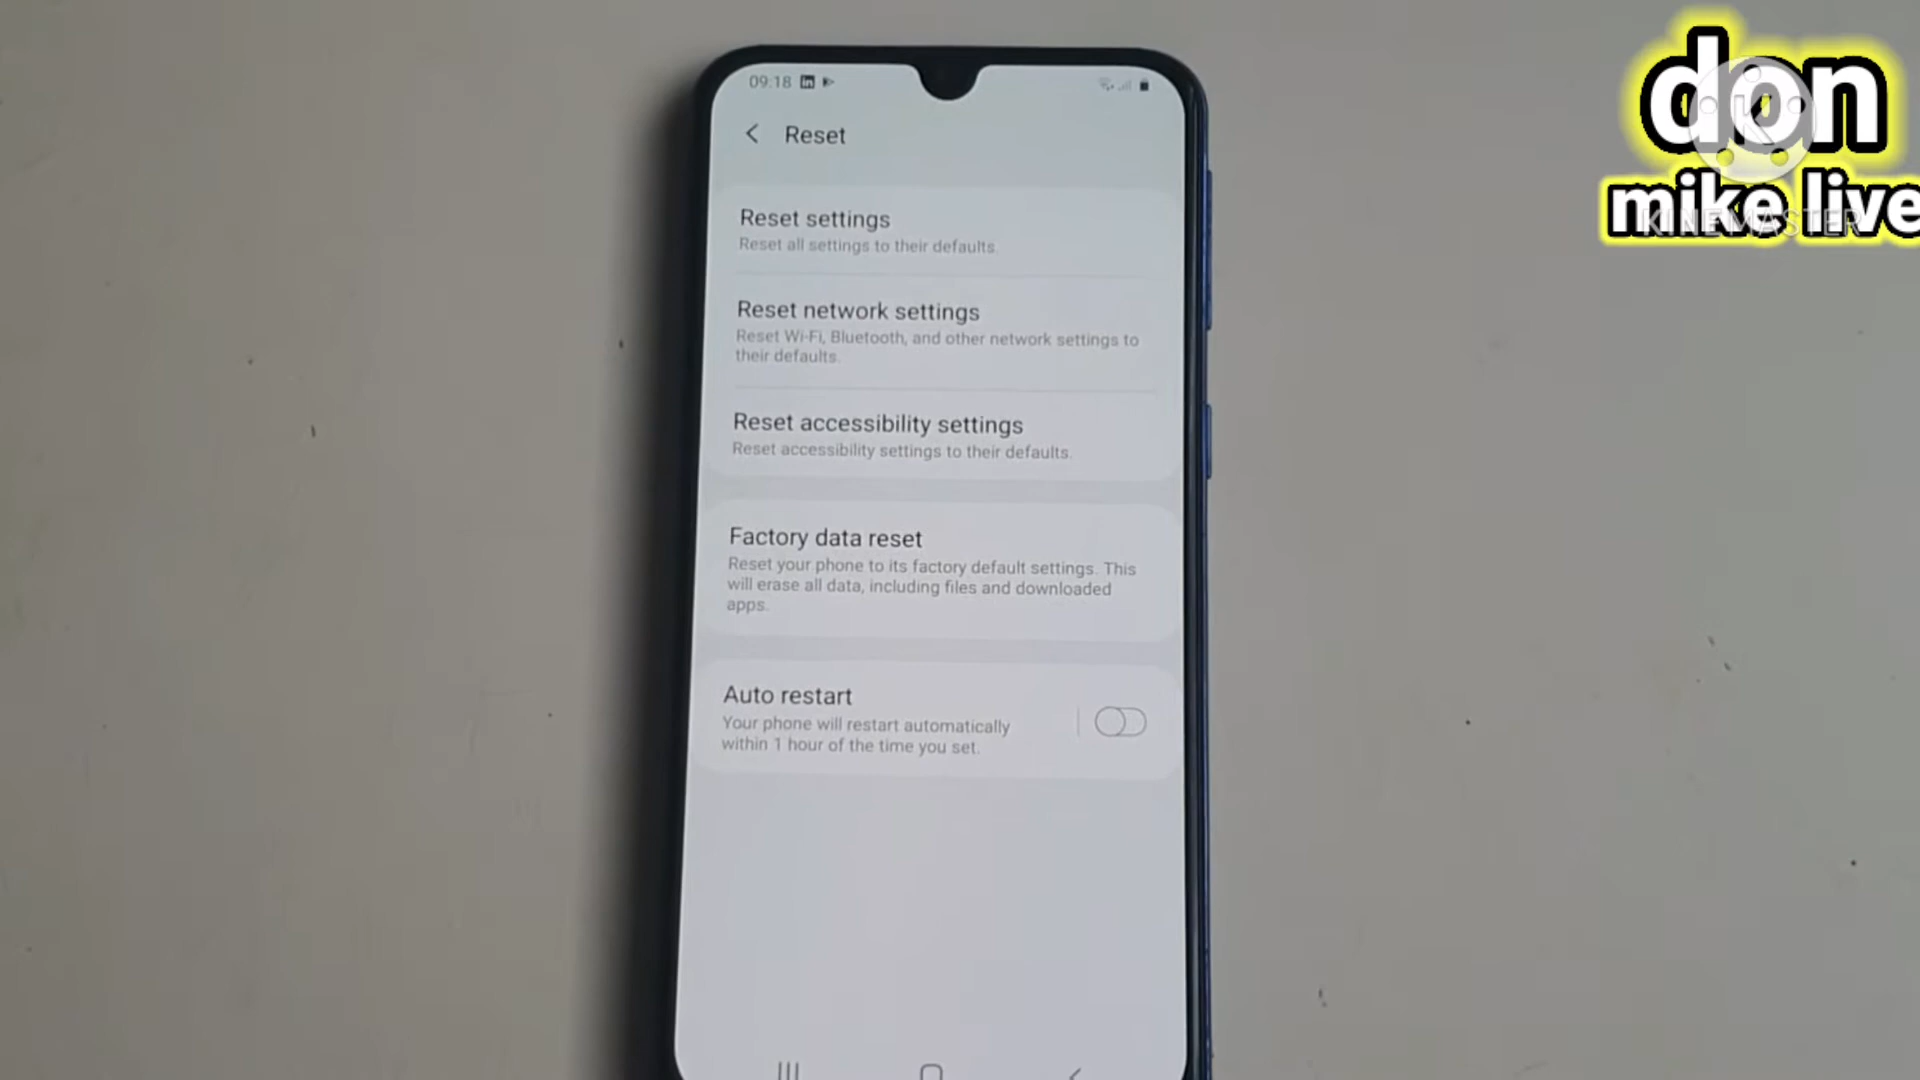 don
mike live
KINEMASTER
09:18
Reset
Reset settings
Reset all settings to their defaults.
Reset network settings
Reset Wi-Fi, Bluetooth, and other network settings to
their defaults.
Reset accessibility settings
Reset accessibility settings to their defaults.
Factory data reset
Reset your phone to its factory default settings. This
will erase all data, including files and downloaded
apps.
Auto restart
Your phone will restart automatically
within 1 hour of the time you set.